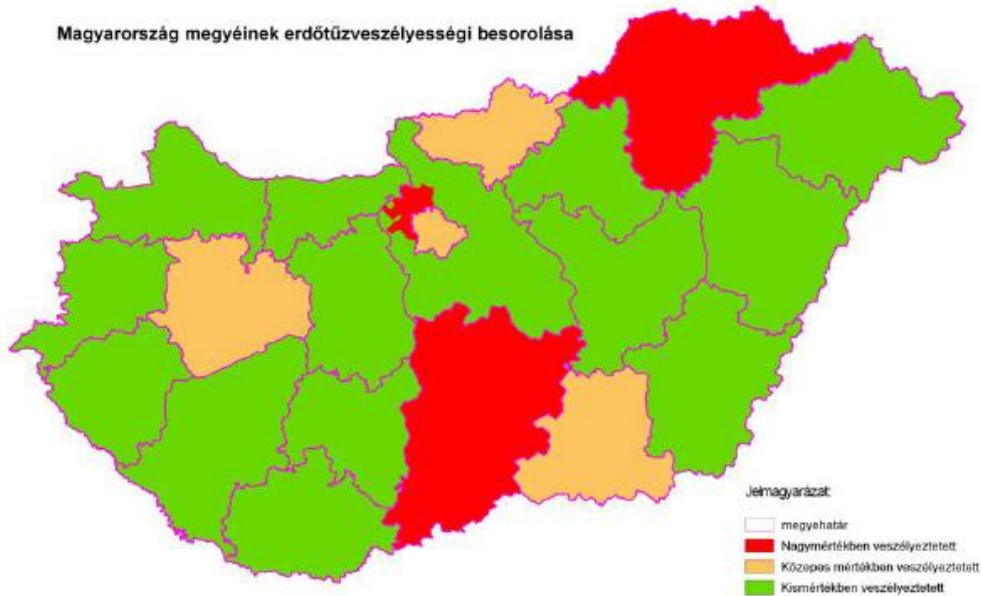 Magyarország megyéinek erdőtűzveszélyességi besorolása
Jelmagyarázat:
megyehatár
Nagymértékben veszélyeztetett
Közepes mértékben veszélyeztetett
Kismértékben veszélyeztetett